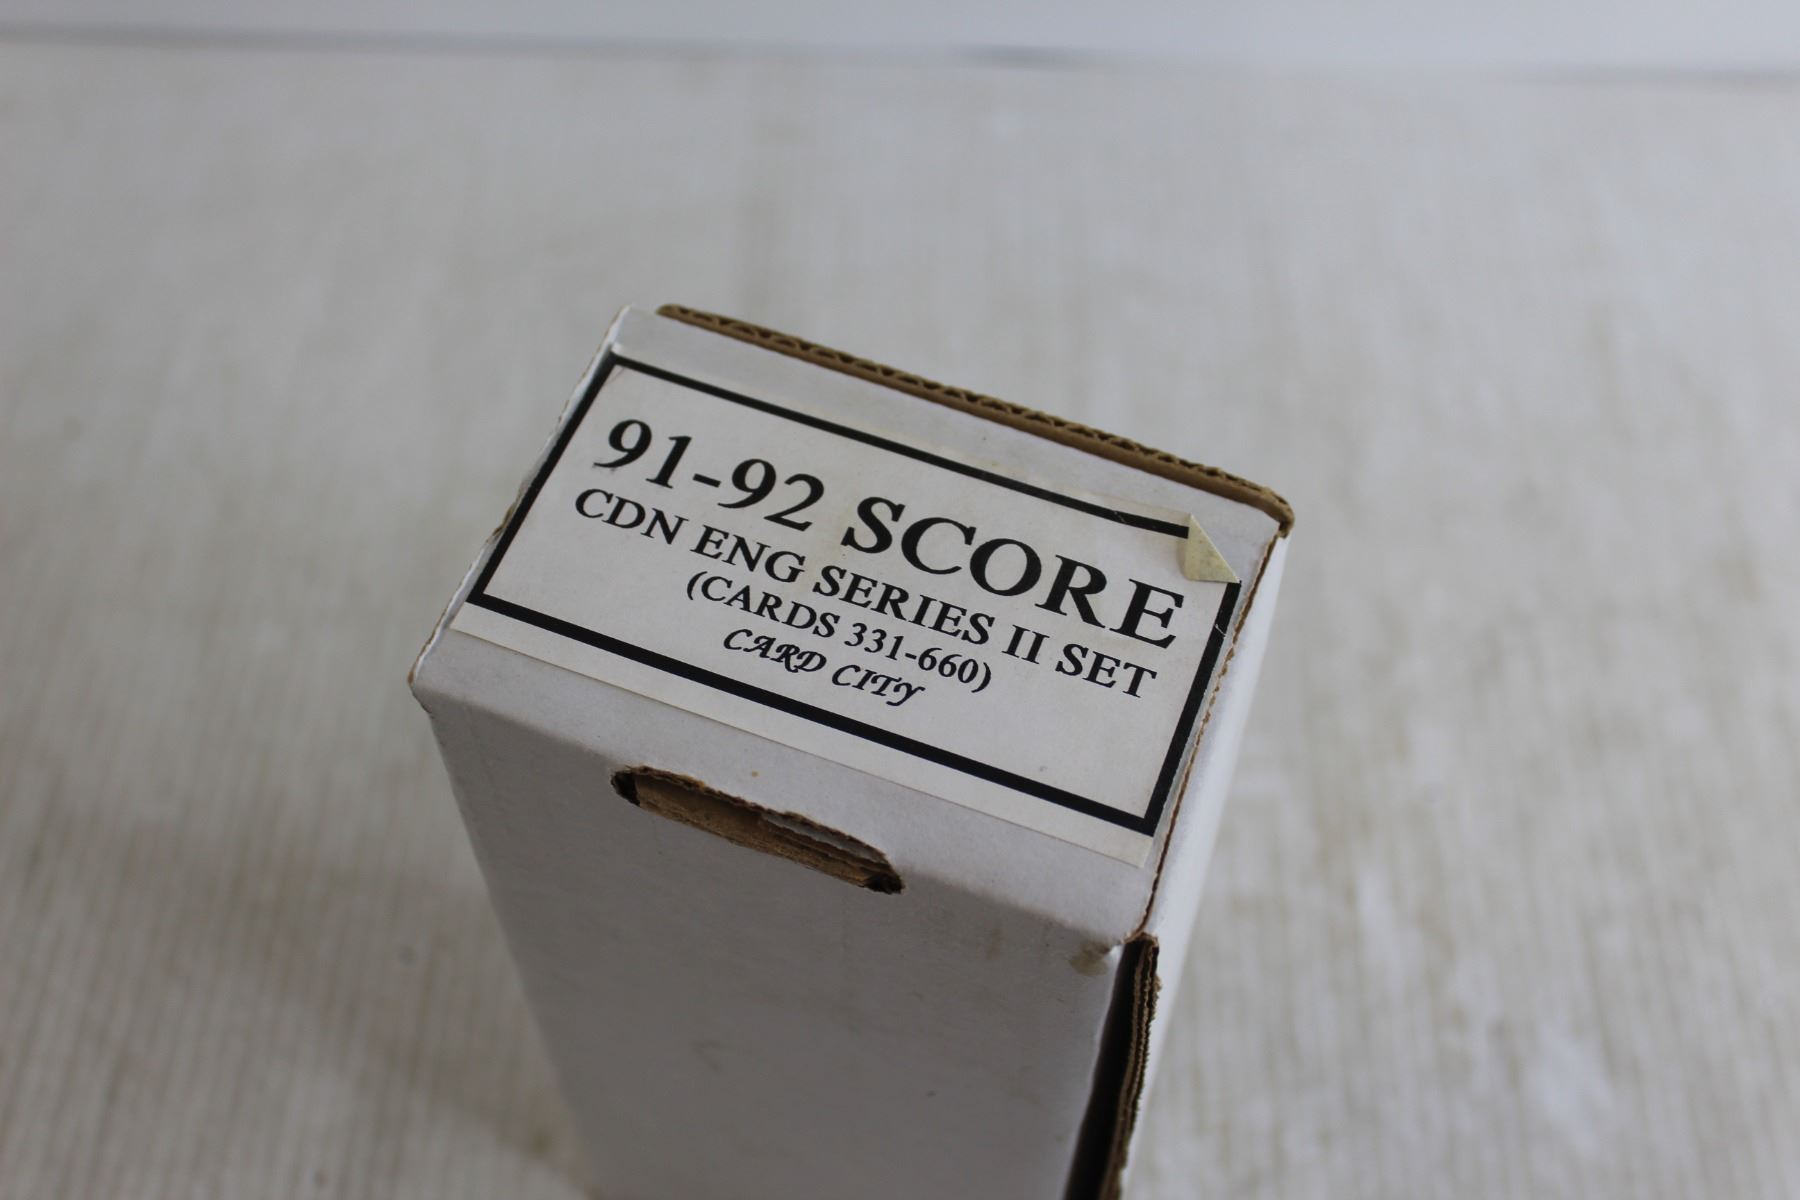 91-92 SCORE
CDN ENG SERIES II SET
(CARDS 331-660)
CARD CITY